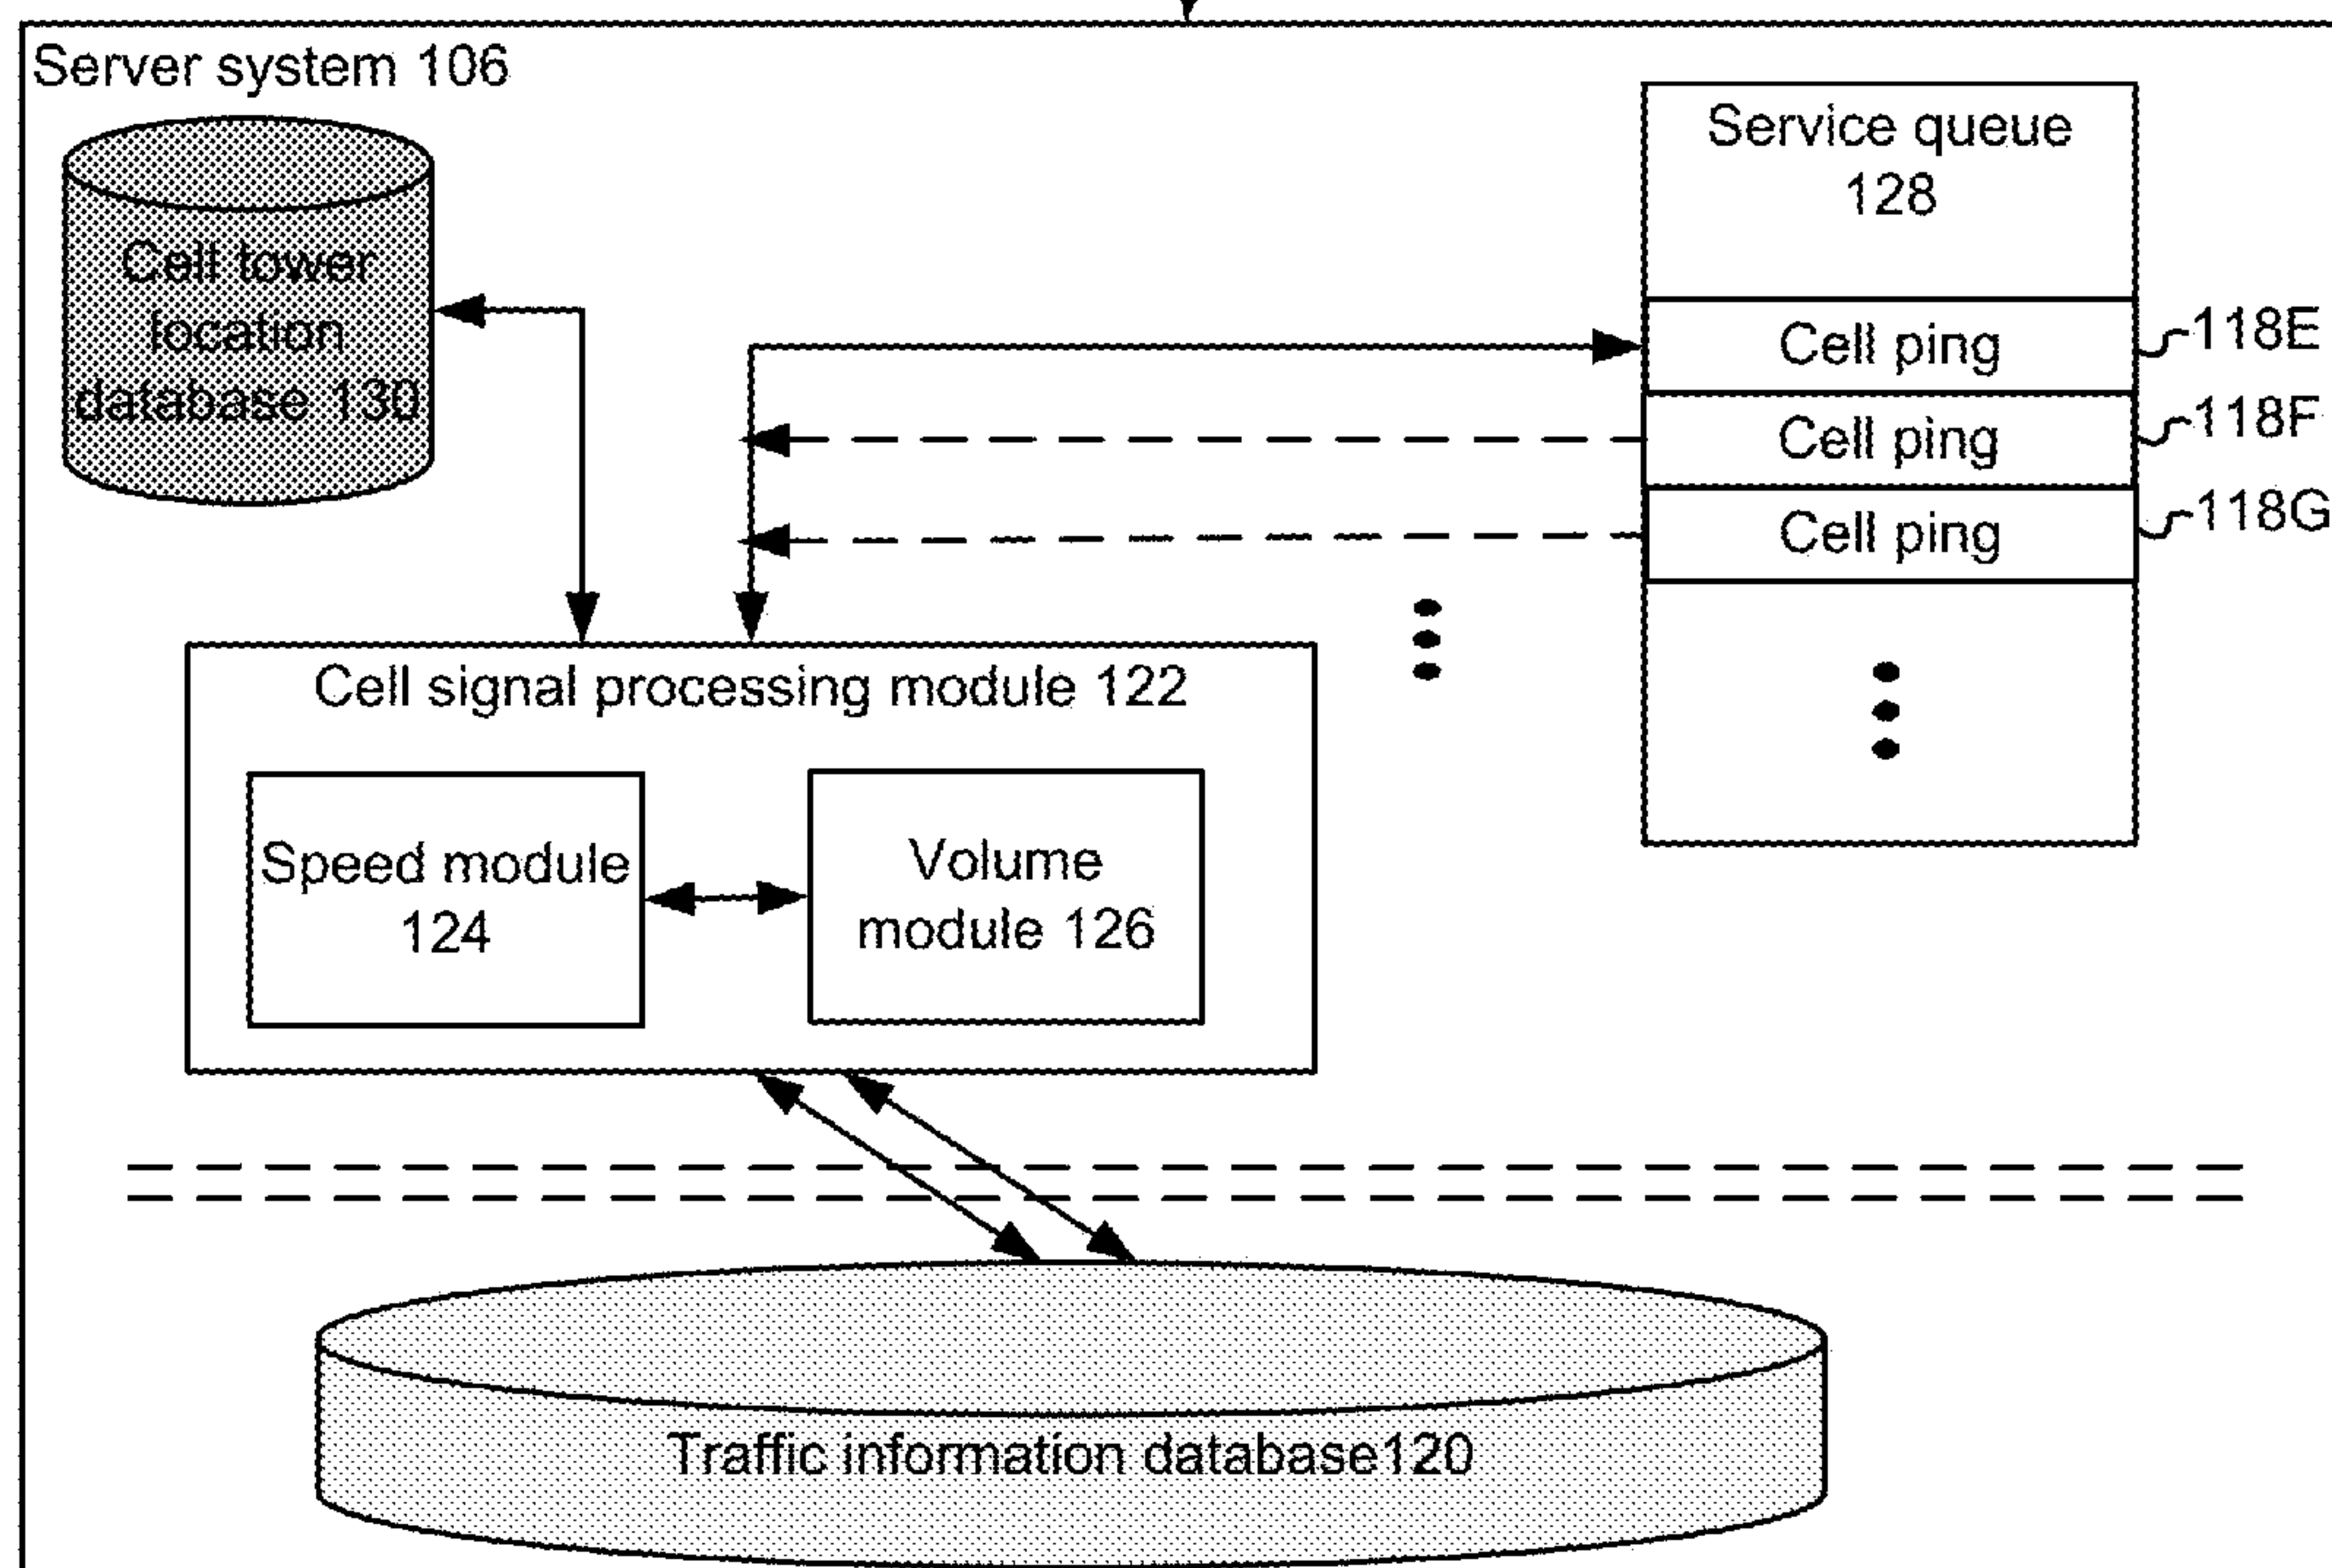 Server system 106
Cell tower
location
database 130
Service queue
128
Cell ping
118E
Cell ping
118F
Cell ping
118G
Cell signal processing module 122
Speed module
124
Volume
module 126
Traffic information database120